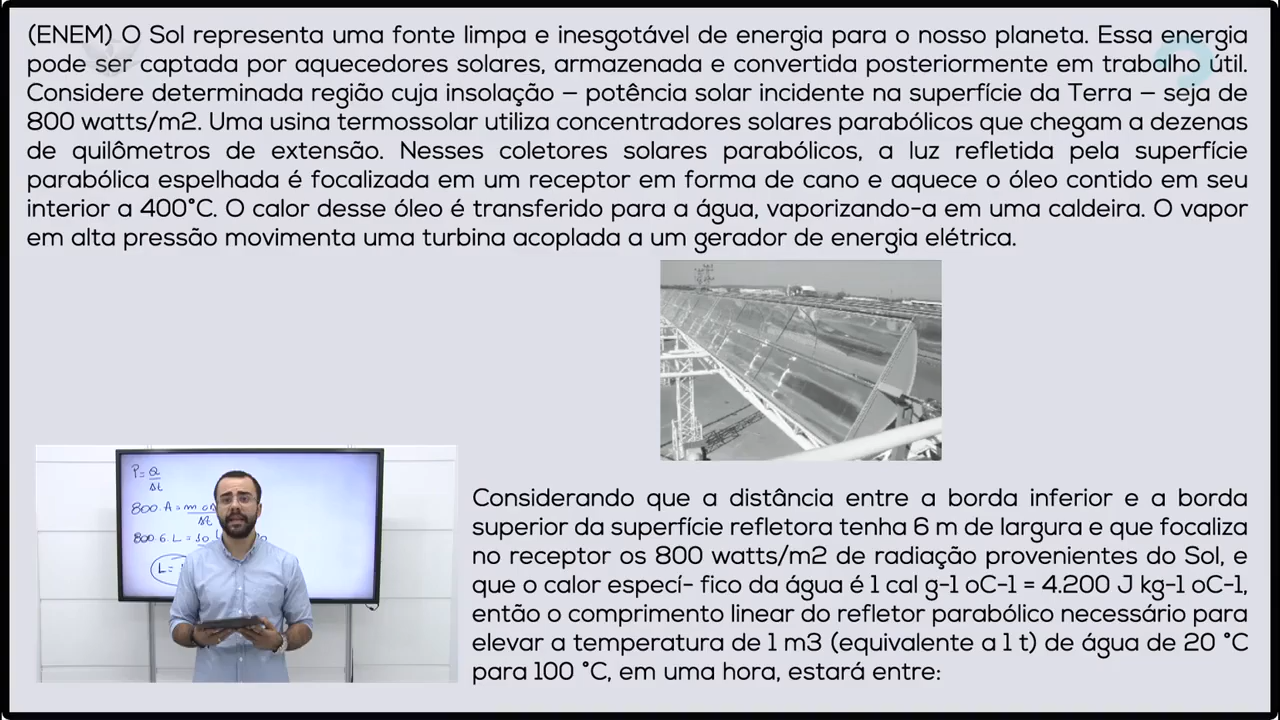 (ENEM) O Sol representa uma fonte limpa e inesgotável de energia para o nosso planeta. Essa energia
pode ser captada por aquecedores solares, armazenada e convertida posteriormente em trabalho útil.
Considere determinada região cuja insolação – potência solar incidente na superfície da Terra – seja de
800 watts/m2. Uma usina termossolar utiliza concentradores solares parabólicos que chegam a dezenas
de quilômetros de extensão. Nesses coletores solares parabólicos, a luz refletida pela superfície
parabólica espelhada é focalizada em um receptor em forma de cano e aquece o óleo contido em seu
interior a 400°C. O calor desse óleo é transferido para a água, vaporizando-a em uma caldeira. O vapor
em alta pressão movimenta uma turbina acoplada a um gerador de energia elétrica.
P = Q
Δt
800. A = m
Δt
800. 6. L =
L =
Considerando que a distância entre a borda inferior e a borda
superior da superfície refletora tenha 6 m de largura e que focaliza
no receptor os 800 watts/m2 de radiação provenientes do Sol, e
que o calor especí- fico da água é 1 cal g-1 oC-1 = 4.200 J kg-1 oC-1,
então o comprimento linear do refletor parabólico necessário para
elevar a temperatura de 1 m3 (equivalente a 1 t) de água de 20 °C
para 100 °C, em uma hora, estará entre: